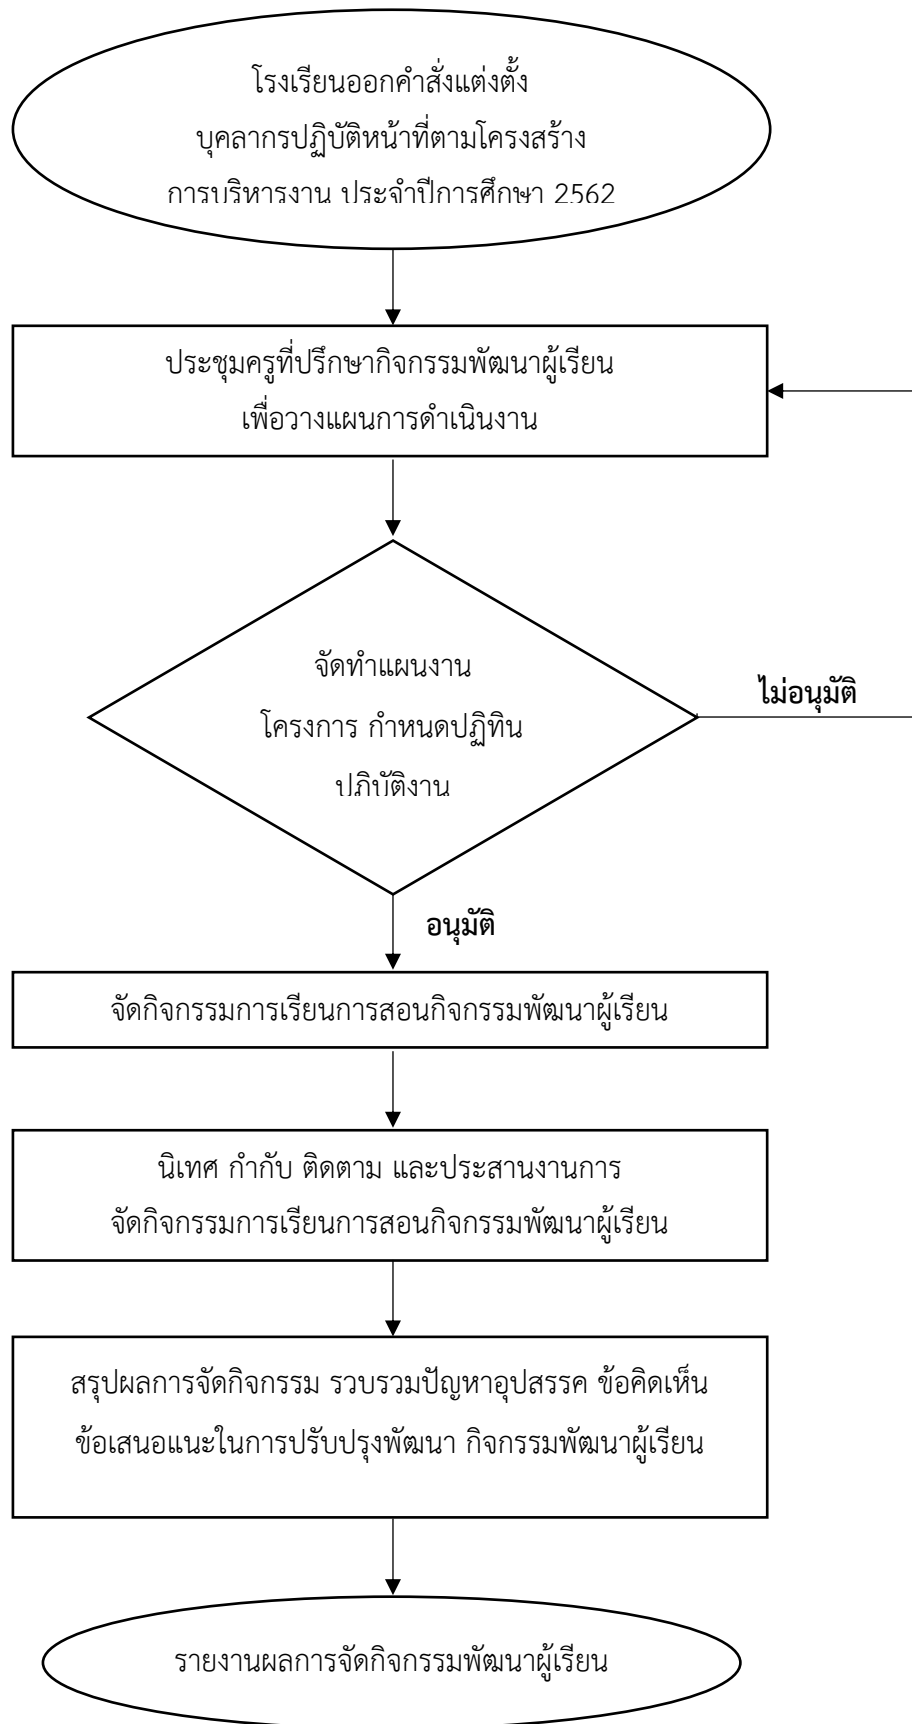 โรงเรียนออกคำสั่งแต่งตั้ง
บุคลากรปฏิบัติหน้าที่ตามโครงสร้าง
การบริหารงาน ประจำปีการศึกษา 2562
ประชุมครูที่ปรึกษากิจกรรมพัฒนาผู้เรียน
เพื่อวางแผนการดำเนินงาน
จัดทำแผนงาน
โครงการ กำหนดปฏิทิน
ปฏิบัติงาน
ไม่อนุมัติ
อนุมัติ
จัดกิจกรรมการเรียนการสอนกิจกรรมพัฒนาผู้เรียน
นิเทศ กำกับ ติดตาม และประสานงานการ
จัดกิจกรรมการเรียนการสอนกิจกรรมพัฒนาผู้เรียน
สรุปผลการจัดกิจกรรม รวบรวมปัญหาอุปสรรค ข้อคิดเห็น
ข้อเสนอแนะในการปรับปรุงพัฒนา กิจกรรมพัฒนาผู้เรียน
รายงานผลการจัดกิจกรรมพัฒนาผู้เรียน